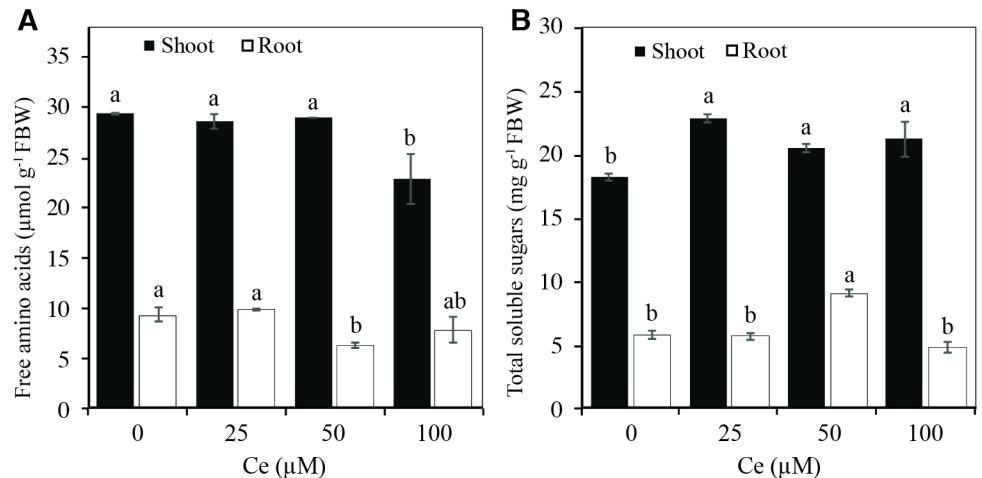 A
Shoot Root
Free amino acids (µmol g-1 FBW)
35
30
25
20
15
10
5
0
a a a b
a a b ab
0 25 50 100
Ce (µM)
B
Shoot Root
Total soluble sugars (mg g-1 FBW)
30
25
20
15
10
5
0
b a a a
b b a b
0 25 50 100
Ce (µM)